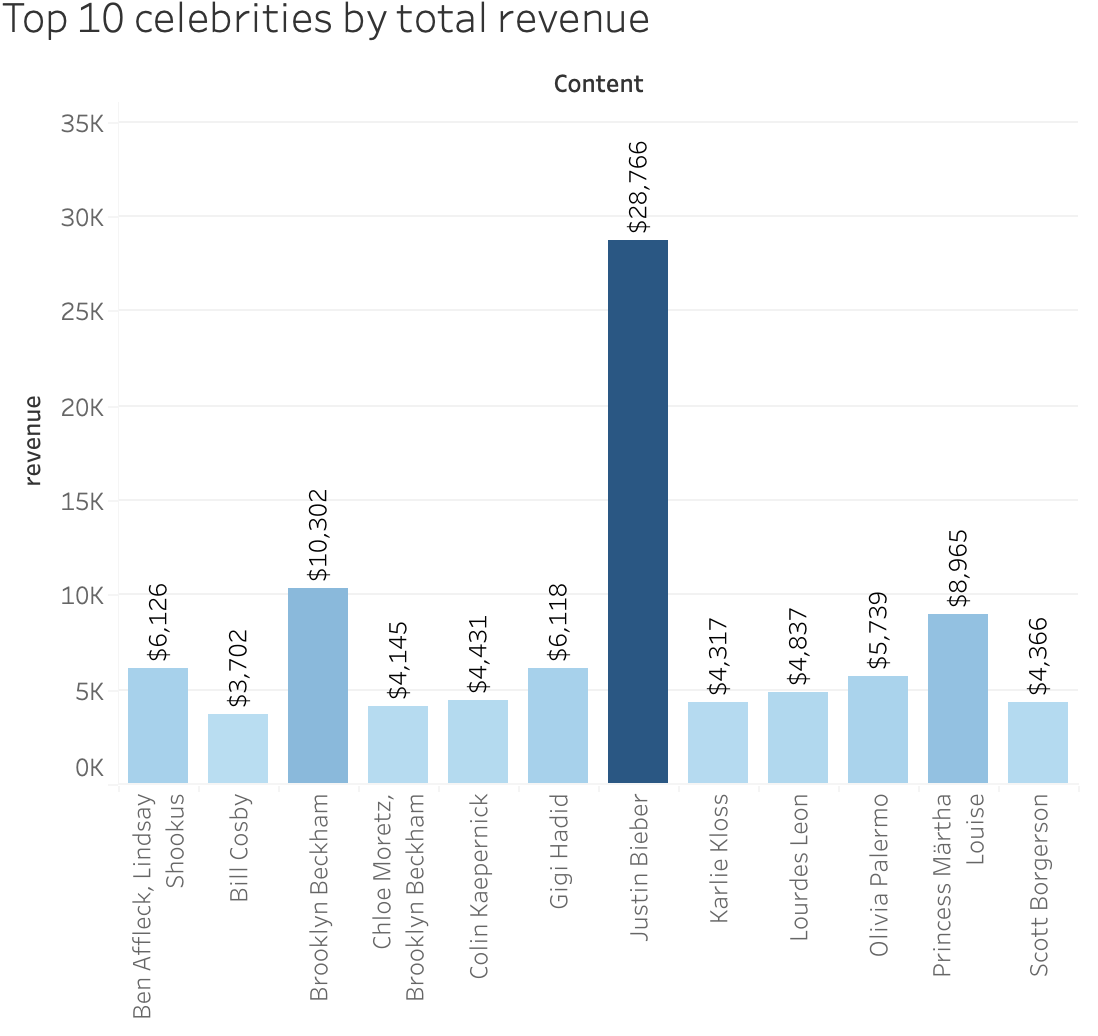 Top 10 celebrities by total revenue
Content
revenue
35K
30K
25K
20K
15K
10K
5K
0K
$6,126
$3,702
$10,302
$4,145
$4,431
$6,118
$28,766
$4,317
$4,837
$5,739
$8,965
$4,366
Ben Affleck, Lindsay
Shookus
Bill Cosby
Brooklyn Beckham
Chloe Moretz,
Brooklyn Beckham
Colin Kaepernick
Gigi Hadid
Justin Bieber
Karlie Kloss
Lourdes Leon
Olivia Palermo
Princess Märtha
Louise
Scott Borgerson